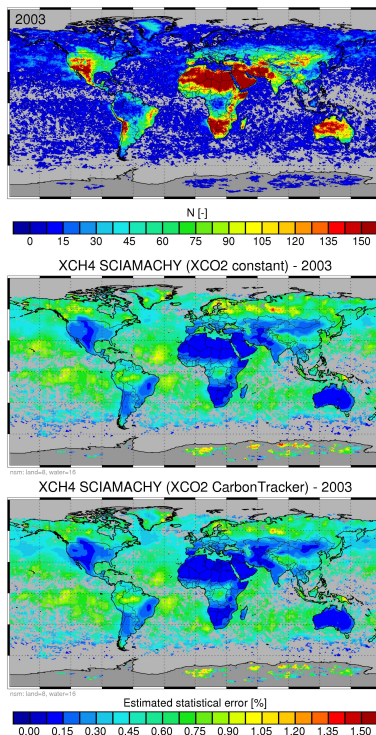 2003
N [-]
0 15 30 45 60 75 90 105 120 135 150
XCH4 SCIAMACHY (XCO2 constant) - 2003
nsm: land=8, water=16
XCH4 SCIAMACHY (XCO2 CarbonTracker) - 2003
nsm: land=8, water=16
Estimated statistical error [%]
0.00 0.15 0.30 0.45 0.60 0.75 0.90 1.05 1.20 1.35 1.50